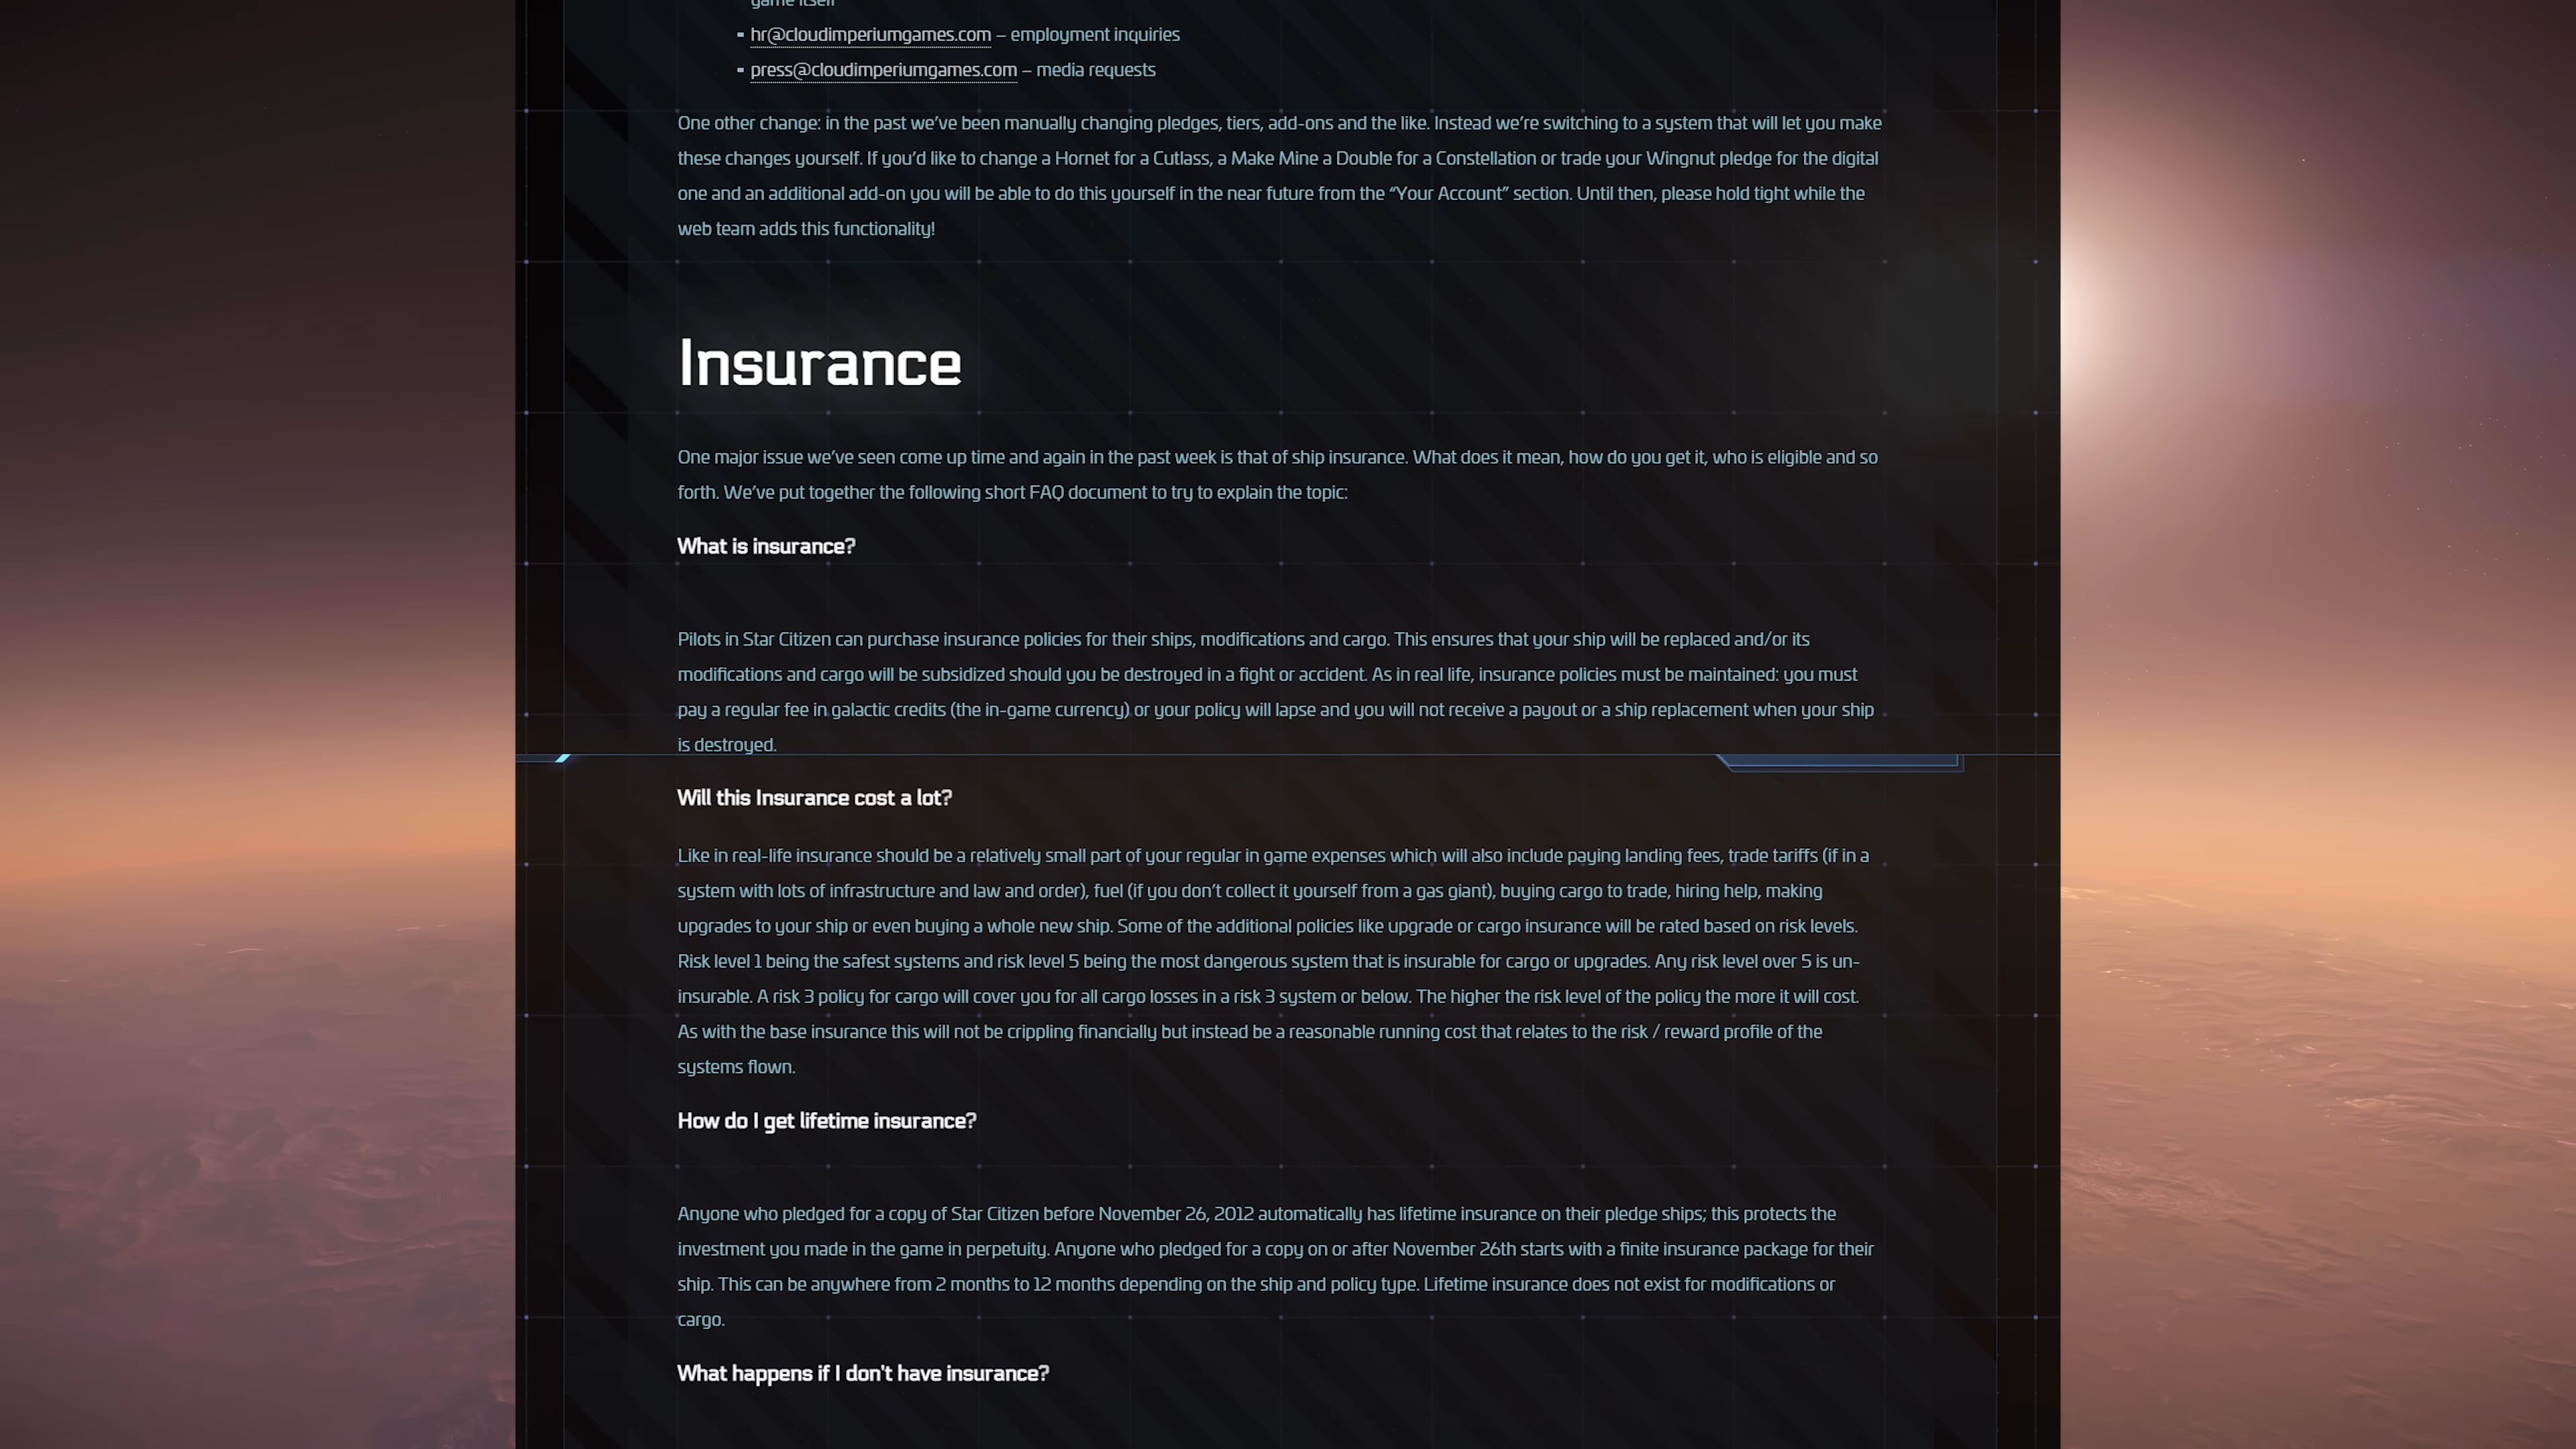 game itself
▪ hr@cloudimperiumgames.com – employment inquiries
▪ press@cloudimperiumgames.com – media requests
One other change: in the past we've been manually changing pledges, tiers, add-ons and the like. Instead we're switching to a system that will let you make
these changes yourself. If you'd like to change a Hornet for a Cutlass, a Make Mine a Double for a Constellation or trade your Wingnut pledge for the digital
one and an additional add-on you will be able to do this yourself in the near future from the “Your Account” section. Until then, please hold tight while the
web team adds this functionality!
Insurance
One major issue we've seen come up time and again in the past week is that of ship insurance. What does it mean, how do you get it, who is eligible and so
forth. We've put together the following short FAQ document to try to explain the topic:
What is insurance?
Pilots in Star Citizen can purchase insurance policies for their ships, modifications and cargo. This ensures that your ship will be replaced and/or its
modifications and cargo will be subsidized should you be destroyed in a fight or accident. As in real life, insurance policies must be maintained: you must
pay a regular fee in galactic credits (the in-game currency) or your policy will lapse and you will not receive a payout or a ship replacement when your ship
is destroyed.
Will this Insurance cost a lot?
Like in real-life insurance should be a relatively small part of your regular in game expenses which will also include paying landing fees, trade tariffs (if in a
system with lots of infrastructure and law and order), fuel (if you don't collect it yourself from a gas giant), buying cargo to trade, hiring help, making
upgrades to your ship or even buying a whole new ship. Some of the additional policies like upgrade or cargo insurance will be rated based on risk levels.
Risk level 1 being the safest systems and risk level 5 being the most dangerous system that is insurable for cargo or upgrades. Any risk level over 5 is un-
insurable. A risk 3 policy for cargo will cover you for all cargo losses in a risk 3 system or below. The higher the risk level of the policy the more it will cost.
As with the base insurance this will not be crippling financially but instead be a reasonable running cost that relates to the risk / reward profile of the
systems flown.
How do I get lifetime insurance?
Anyone who pledged for a copy of Star Citizen before November 26, 2012 automatically has lifetime insurance on their pledge ships; this protects the
investment you made in the game in perpetuity. Anyone who pledged for a copy on or after November 26th starts with a finite insurance package for their
ship. This can be anywhere from 2 months to 12 months depending on the ship and policy type. Lifetime insurance does not exist for modifications or
cargo.
What happens if I don't have insurance?